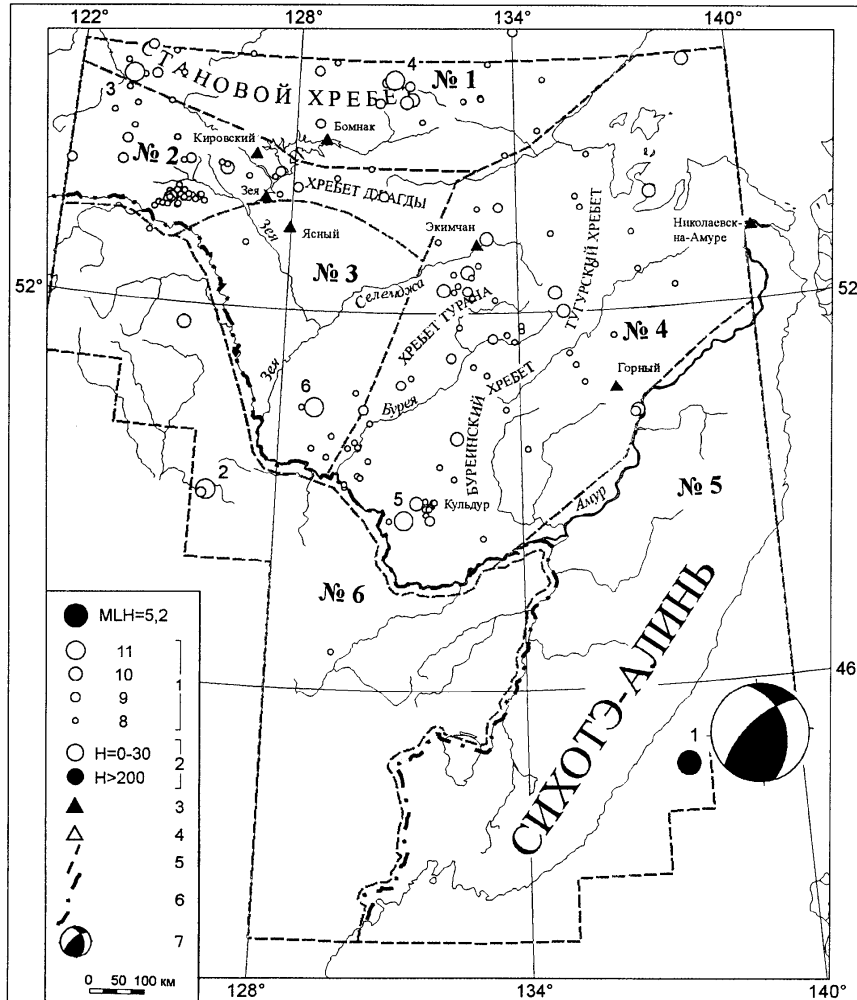 122° 128° 134° 140°
СТАНОВОЙ ХРЕБЕТ
4
№ 1
3
Кировский
Бомнак
№ 2
ХРЕБЕТ ДЖАГДЫ
Зея
Зея
Ясный
Экимчан
Николаевск-
на-Амуре
ТУГУРСКИЙ ХРЕБЕТ
52°
52
№ 3
Селемджа
ХРЕБЕТ ТУРАНА
№ 4
Зея
Горный
6
Бурея
БУРЕИНСКИЙ ХРЕБЕТ
2
5
Кульдур
Амур
№ 5
№ 6
СИХОТЭ-АЛИНЬ
46°
1
MLH=5,2
11
10
9
8
1
H=0-30
H>200
2
3
4
5
6
7
0 50 100 км
128° 134° 140°